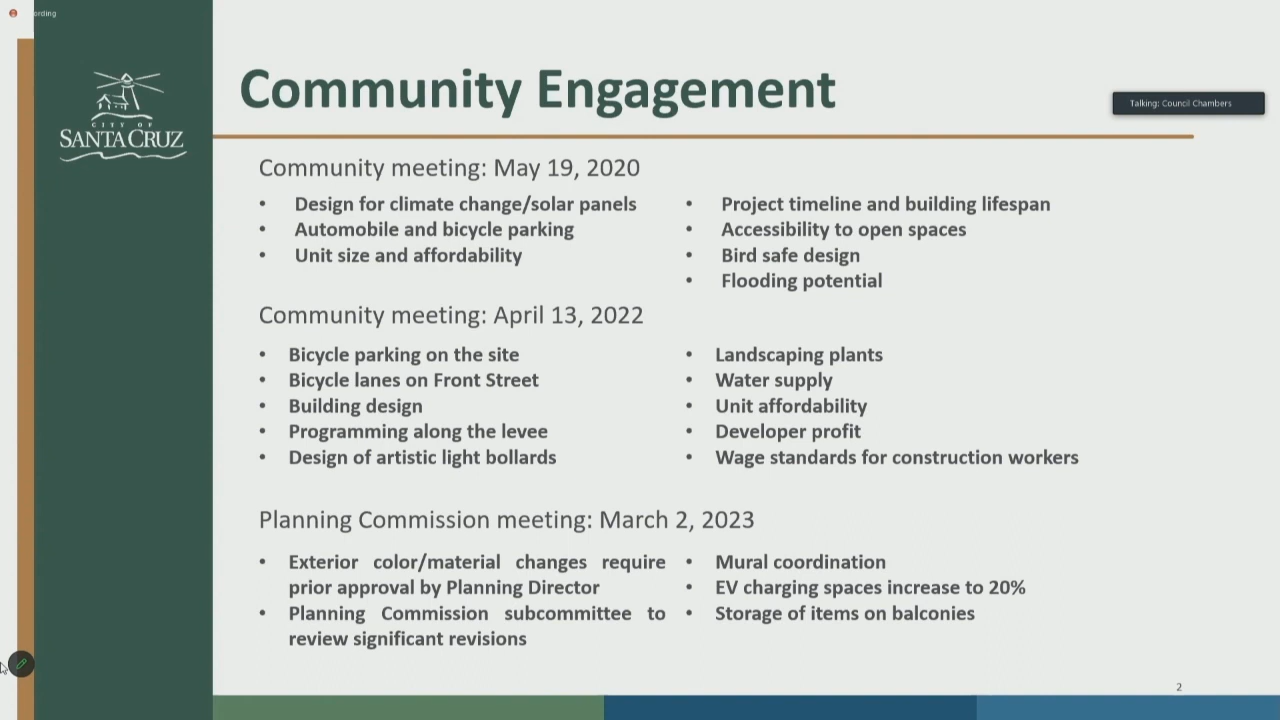 ording
CITY OF
SANTA CRUZ
Community Engagement
Talking: Council Chambers
Community meeting: May 19, 2020
• Design for climate change/solar panels
• Automobile and bicycle parking
• Unit size and affordability
• Project timeline and building lifespan
• Accessibility to open spaces
• Bird safe design
• Flooding potential
Community meeting: April 13, 2022
• Bicycle parking on the site
• Bicycle lanes on Front Street
• Building design
• Programming along the levee
• Design of artistic light bollards
• Landscaping plants
• Water supply
• Unit affordability
• Developer profit
• Wage standards for construction workers
Planning Commission meeting: March 2, 2023
• Exterior color/material changes require
prior approval by Planning Director
• Planning Commission subcommittee to
review significant revisions
• Mural coordination
• EV charging spaces increase to 20%
• Storage of items on balconies
2